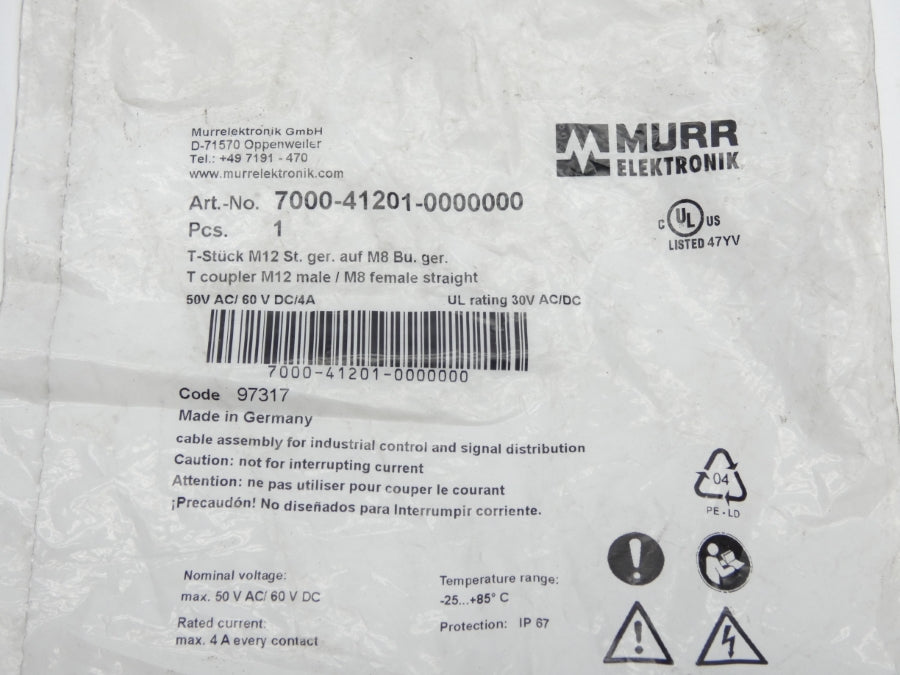 Murrelektronik GmbH
D-71570 Oppenweiler
Tel.: +49 7191 - 470
www.murrelektronik.com
MURR
ELEKTRONIK
Art.-No. 7000-41201-0000000
Pcs. 1
C UL US
LISTED 47YV
T-Stück M12 St. ger. auf M8 Bu. ger.
T coupler M12 male / M8 female straight
50V AC/ 60 V DC/4A UL rating 30V AC/DC
7000-41201-0000000
Code 97317
Made in Germany
cable assembly for industrial control and signal distribution
Caution: not for interrupting current
Attention: ne pas utiliser pour couper le courant
¡Precaudón! No diseñados para Interrumpir corriente.
04
PE-LD
Nominal voltage:
max. 50 V AC/ 60 V DC
Rated current:
max. 4 A every contact
Temperature range:
-25...+85° C
Protection: IP 67